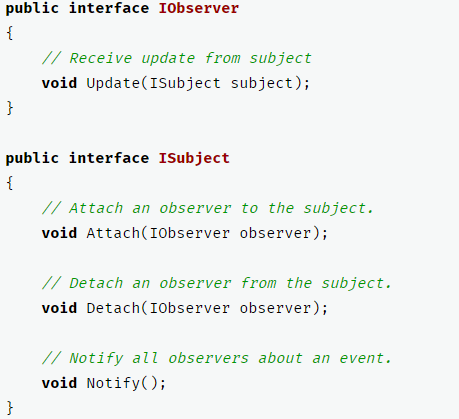 public interface IObserver
{
// Receive update from subject
void Update(ISubject subject);
}
public interface ISubject
{
// Attach an observer to the subject.
void Attach(IObserver observer);
// Detach an observer from the subject.
void Detach(IObserver observer);
// Notify all observers about an event.
void Notify();
}